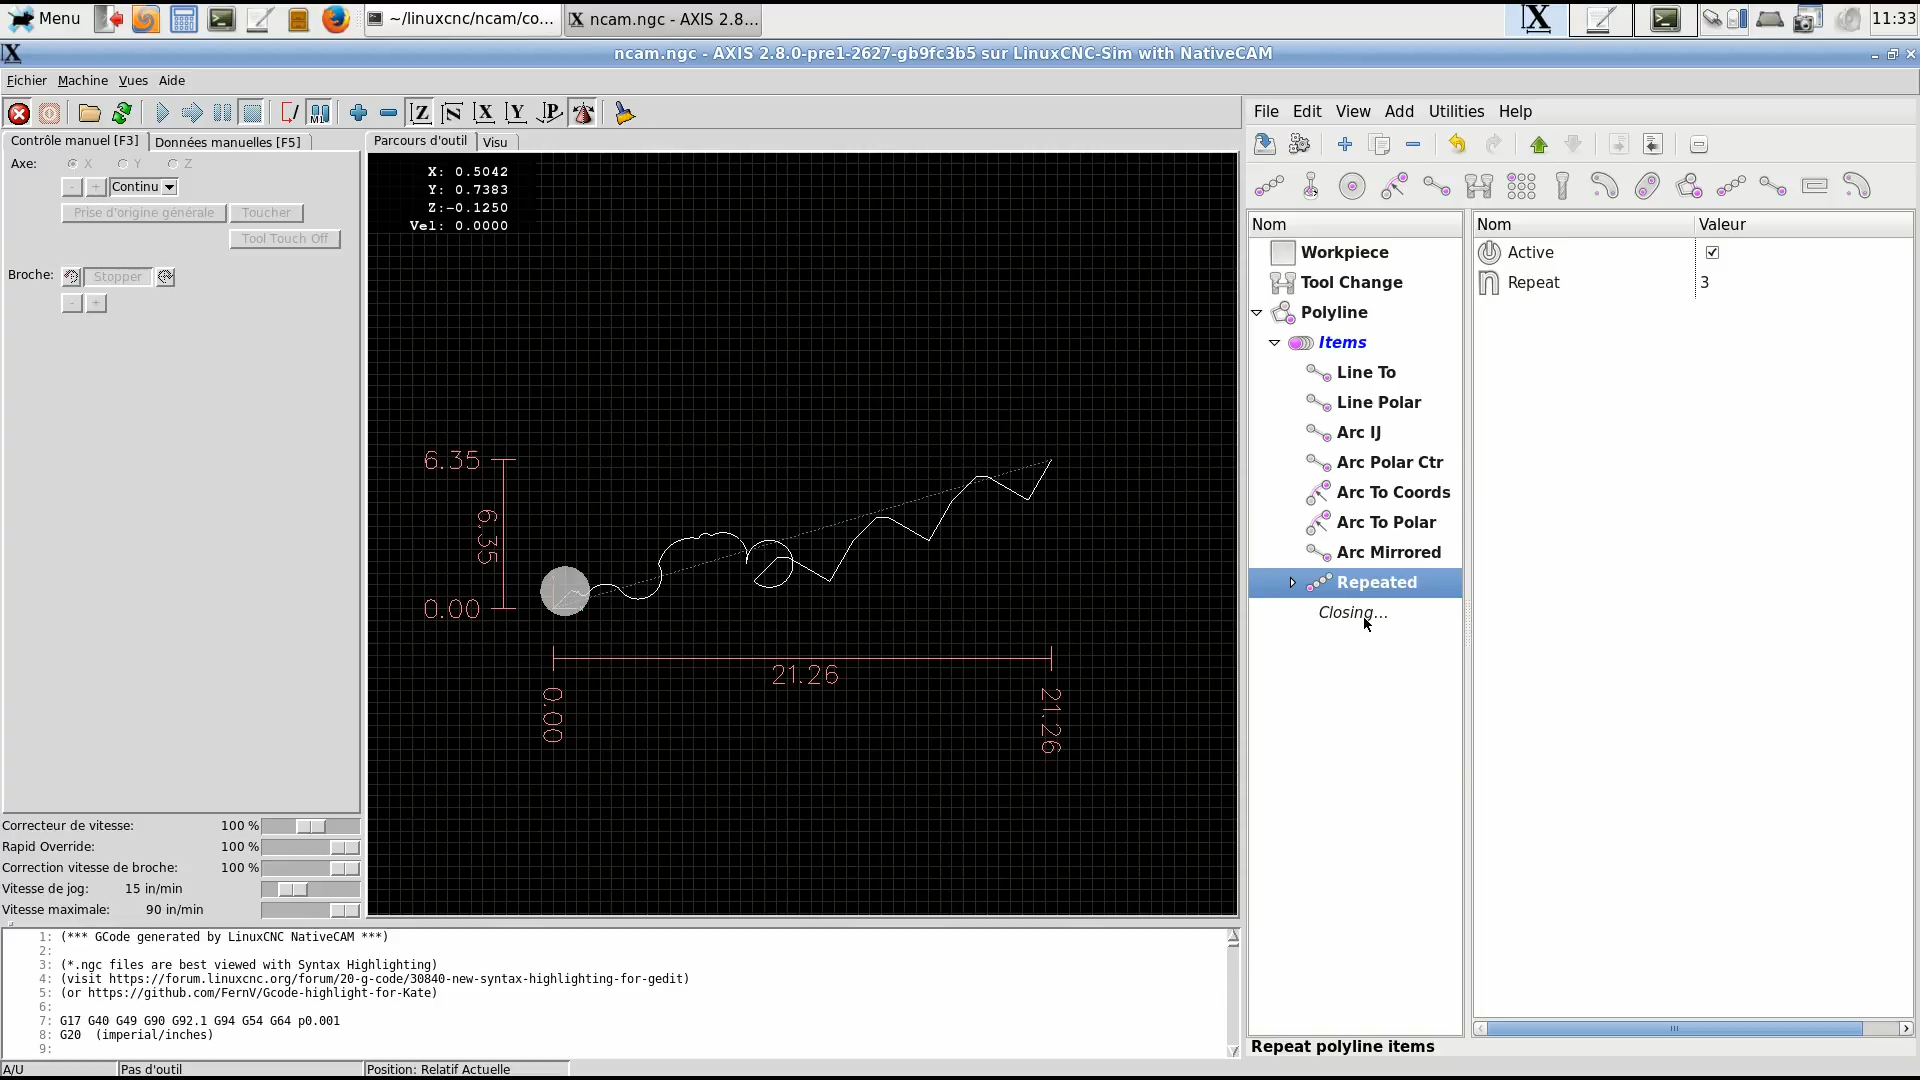 Menu
~/linuxcnc/ncam/co...
ncam.ngc - AXIS 2.8...
11:33
ncam.ngc - AXIS 2.8.0-pre1-2627-gb9fc3b5 sur LinuxCNC-Sim with NativeCAM
Fichier Machine Vues Aide
Contrôle manuel [F3]
Données manuelles [F5]
Axe: X Y Z
- + Continu
Prise d'origine générale
Toucher
Tool Touch Off
Broche:
Stopper
- +
Correcteur de vitesse: 100 %
Rapid Override: 100 %
Correction vitesse de broche: 100 %
Vitesse de jog: 15 in/min
Vitesse maximale: 90 in/min
Parcours d'outil
Visu
X: 0.5042
Y: 0.7383
Z:-0.1250
Vel: 0.0000
6.35
6.35
0.00
21.26
0.00
21.26
1: (*** GCode generated by LinuxCNC NativeCAM ***)
2:
3: (*.ngc files are best viewed with Syntax Highlighting)
4: (visit https://forum.linuxcnc.org/forum/20-g-code/30840-new-syntax-highlighting-for-gedit)
5: (or https://github.com/FernV/Gcode-highlight-for-Kate)
6:
7: G17 G40 G49 G90 G92.1 G94 G54 G64 p0.001
8: G20 (imperial/inches)
9:
A/U
Pas d'outil
Position: Relatif Actuelle
File Edit View Add Utilities Help
Nom
Workpiece
Tool Change
Polyline
Items
Line To
Line Polar
Arc IJ
Arc Polar Ctr
Arc To Coords
Arc To Polar
Arc Mirrored
Repeated
Closing...
Nom Valeur
Active
Repeat 3
Repeat polyline items